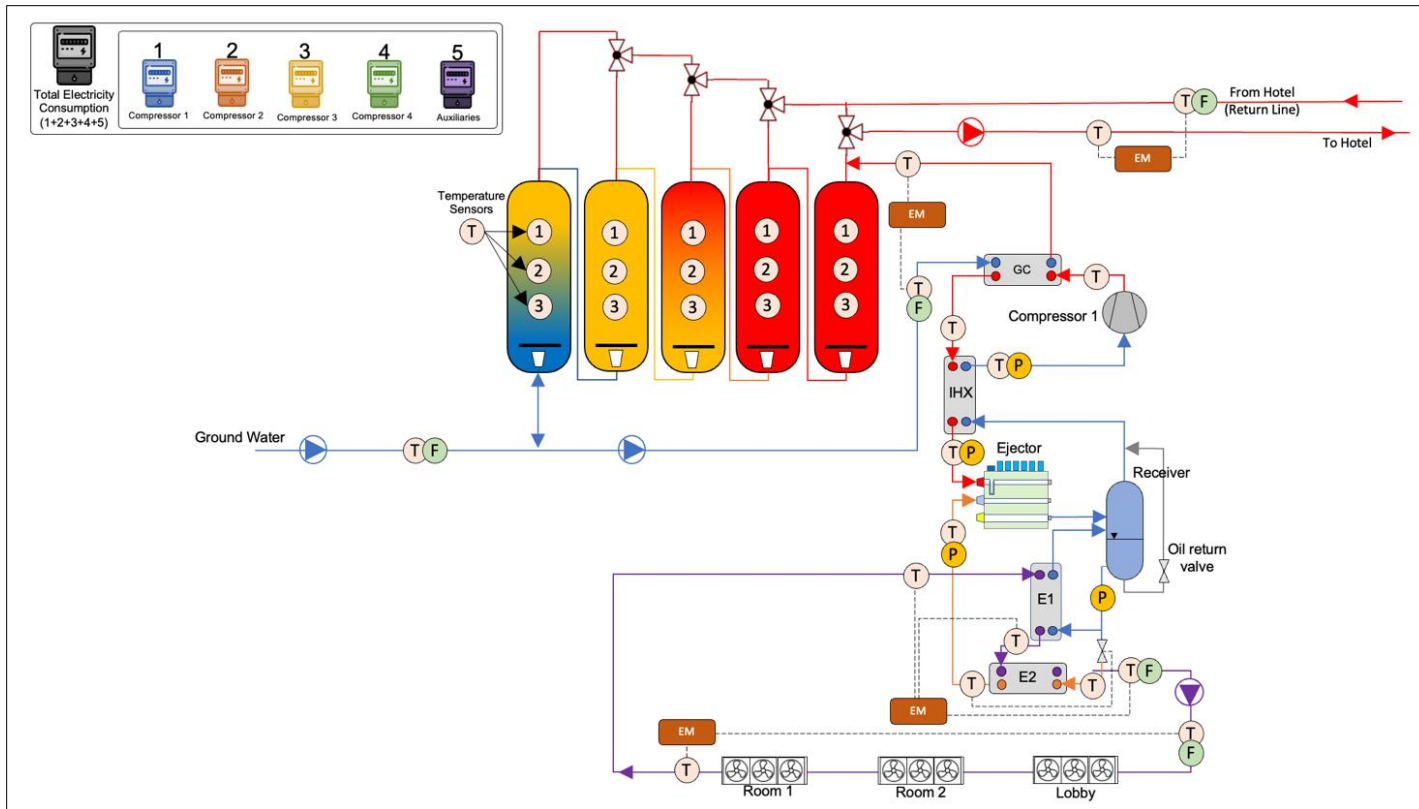 1
2
3
4
5
Total Electricity
Consumption
(1+2+3+4+5)
Compressor 1
Compressor 2
Compressor 3
Compressor 4
Auxiliaries
T F
From Hotel
(Return Line)
T
EM
To Hotel
T
Temperature
Sensors
T
1
1
1
1
1
2
2
2
2
2
3
3
3
3
3
EM
GC
T
T
F
Compressor 1
T
IHX
T P
T P
Ground Water
T F
Ejector
Receiver
Oil return
valve
T
P
T
P
E1
T
E2
T
T
T F
EM
EM
T
T
F
Room 1
Room 2
Lobby